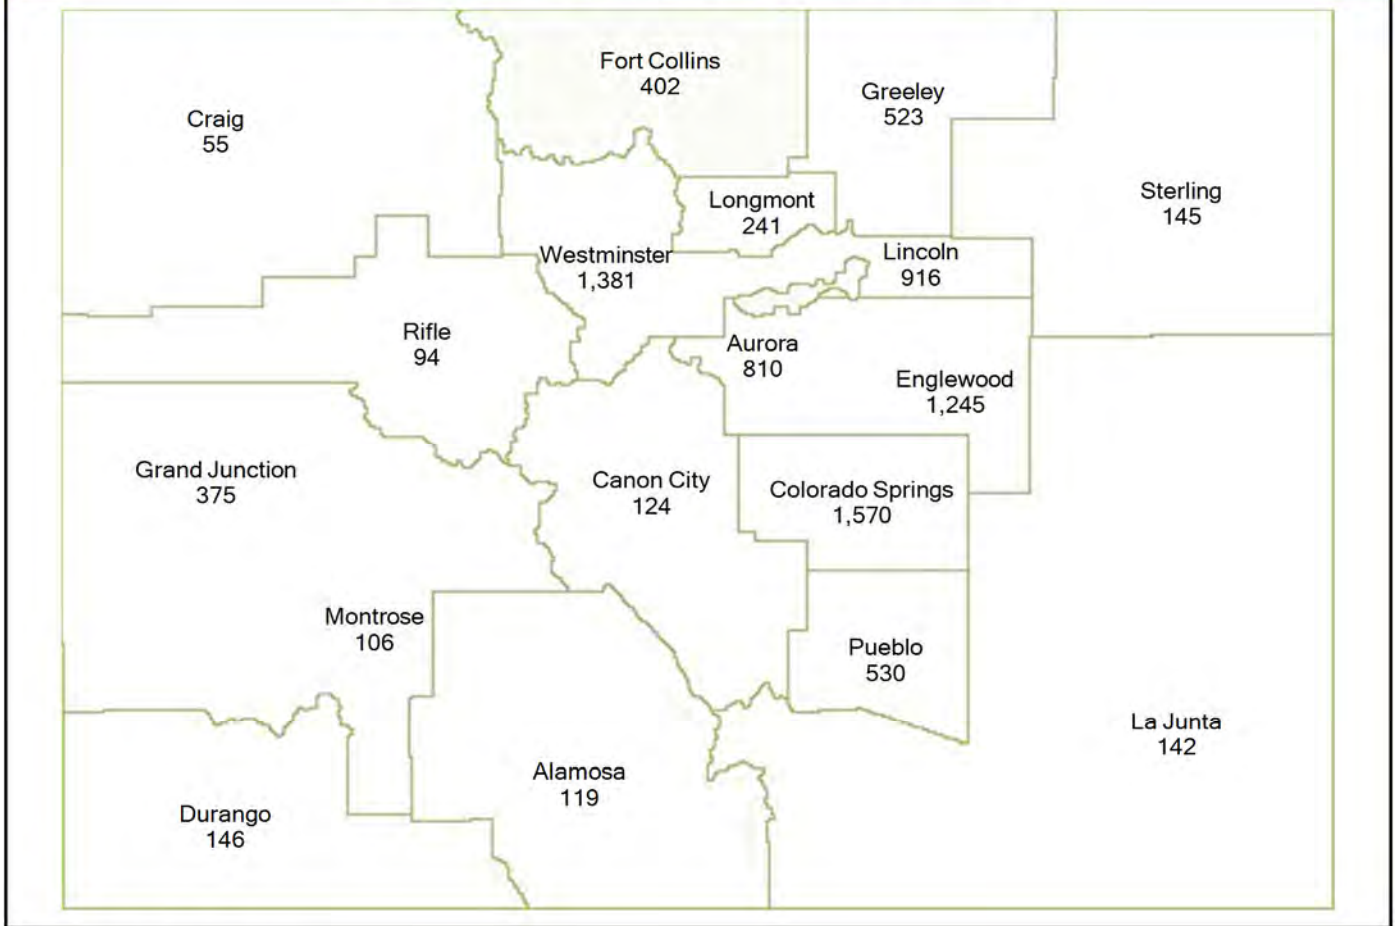 Fort Collins
402
Greeley
523
Craig
55
Sterling
145
Longmont
241
Westminster
1,381
Lincoln
916
Rifle
94
Aurora
810
Englewood
1,245
Grand Junction
375
Canon City
124
Colorado Springs
1,570
Montrose
106
Pueblo
530
La Junta
142
Alamosa
119
Durango
146